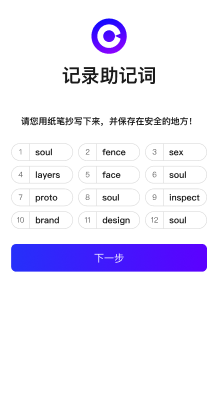 记录助记词
请您用纸笔抄写下来，并保存在安全的地方！
1 soul 2 fence 3 sex
4 layers 5 face 6 soul
7 proto 8 soul 9 inspect
10 brand 11 design 12 soul
下一步